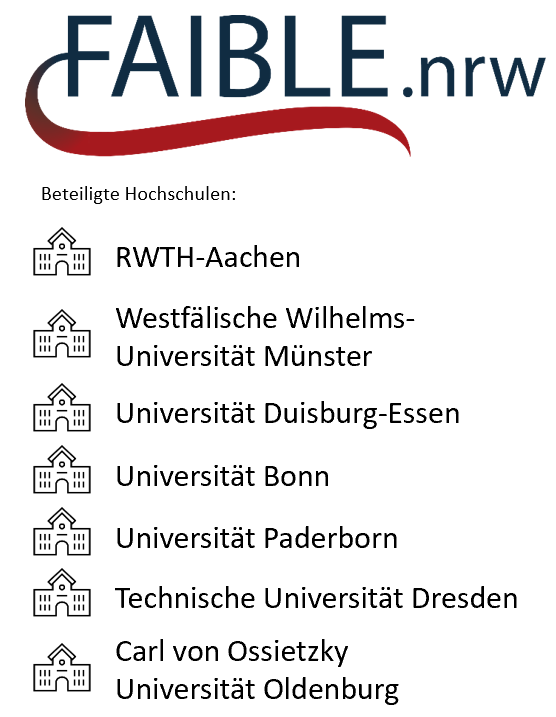 FAIBLE.nrw
Beteiligte Hochschulen:
RWTH-Aachen
Westfälische Wilhelms-
Universität Münster
Universität Duisburg-Essen
Universität Bonn
Universität Paderborn
Technische Universität Dresden
Carl von Ossietzky
Universität Oldenburg